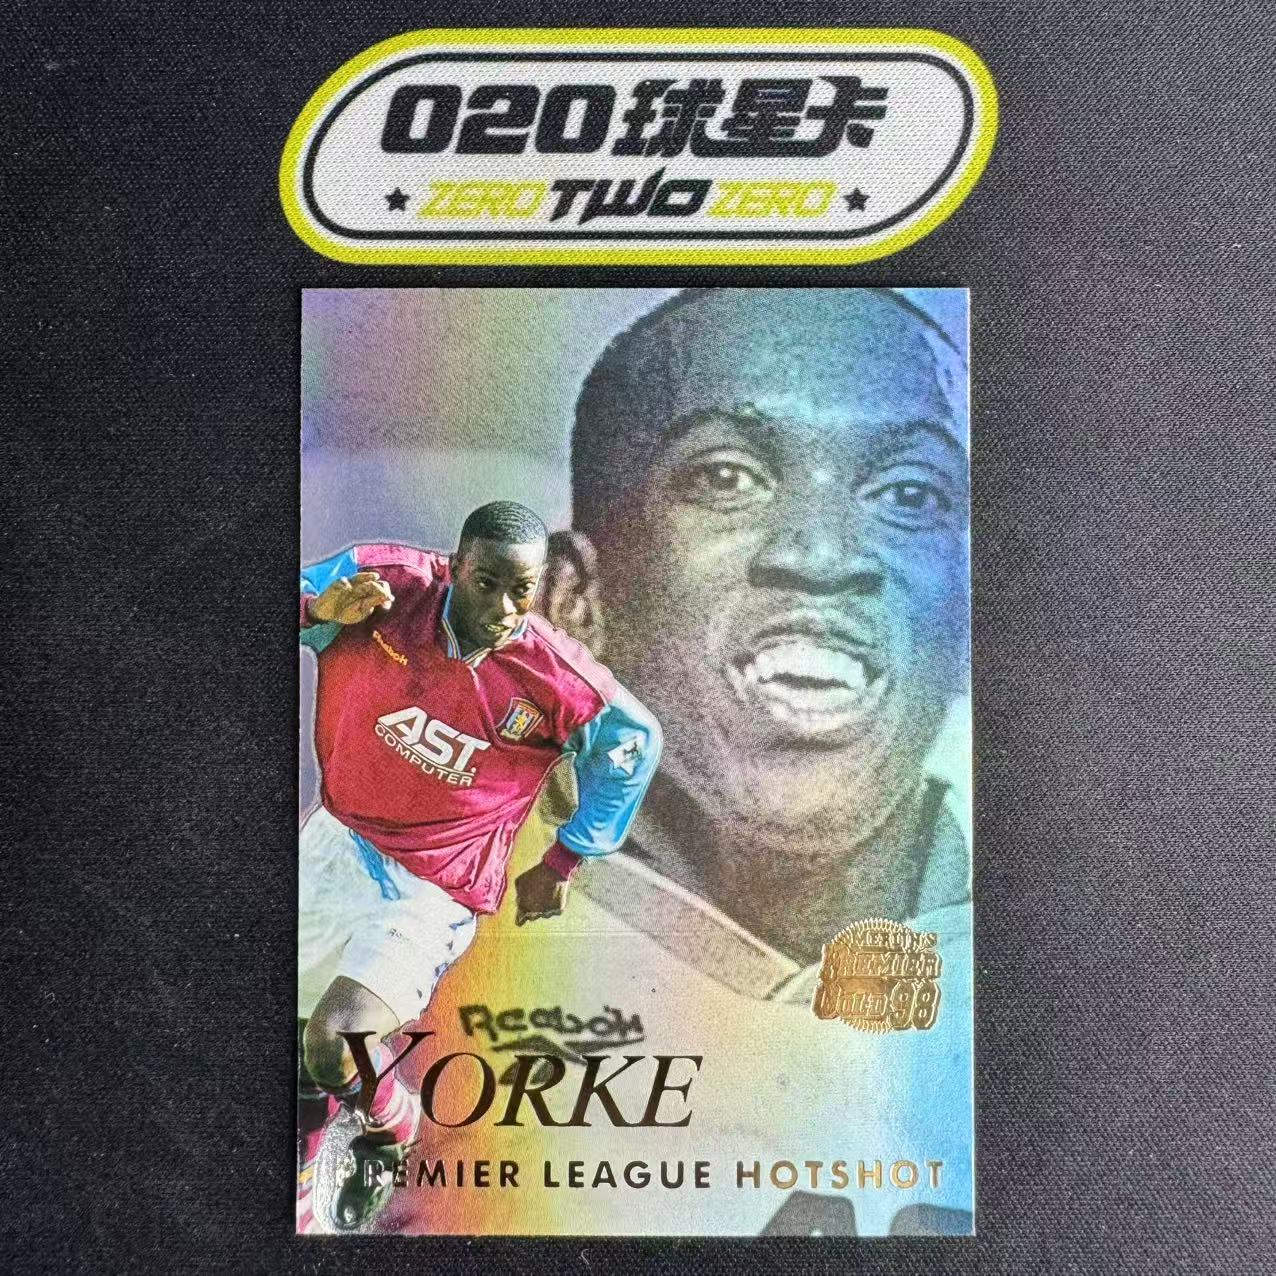 020球星卡
ZERO TWO ZERO
Reebok
AST
COMPUTER
MERLIN'S
PREMIER
GOLD 98
Reebok
YORKE
PREMIER LEAGUE HOTSHOT